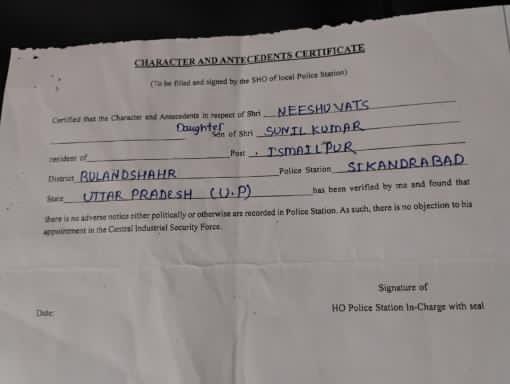 CHARACTER AND ANTECEDENTS CERTIFICATE
(To be filled and signed by the SHO of local Police Station)
Certified that the Character and Antecedents in respect of Shri NEESHU VATS
Daughter
Son of Shri SUNIL KUMAR
resident of Post . ISMAILPUR
District BULANDSHAHR Police Station SIKANDRABAD
State UTTAR PRADESH (U.P) has been verified by me and found that
there is no adverse notice either politically or otherwise are recorded in Police Station. As such, there is no objection to his
appointment in the Central Industriel Security Force.
Signature of
Date: HO Police Station In-Charge with seal